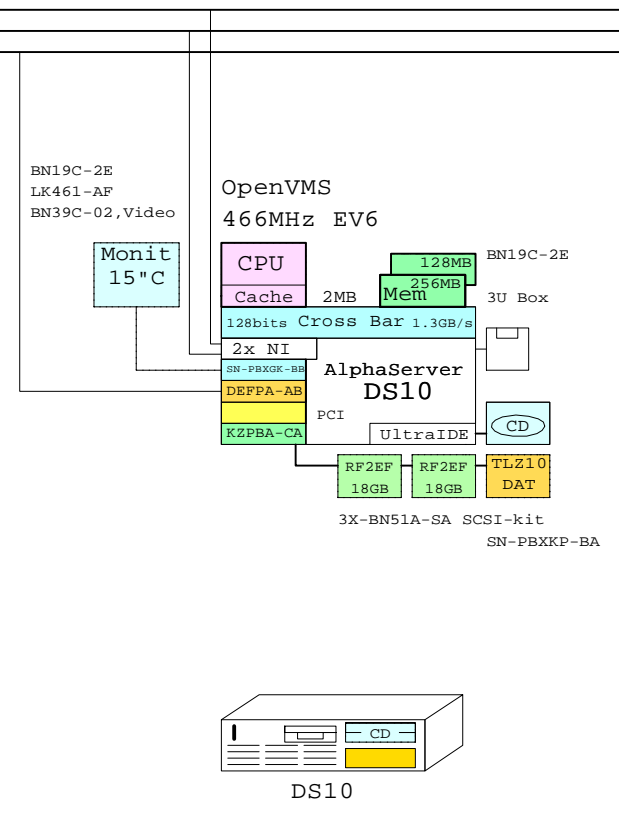 BN19C-2E
LK461-AF
BN39C-02,Video
OpenVMS
466MHz EV6
Monit
15"C
CPU
Cache
2MB
128MB
256MB
Mem
BN19C-2E
3U Box
128bits Cross Bar 1.3GB/s
2x NI
SN-PBXGK-BB
DEFPA-AB
KZPBA-CA
PCI
AlphaServer
DS10
UltraIDE
CD
RF2EF
18GB
RF2EF
18GB
TLZ10
DAT
3X-BN51A-SA SCSI-kit
SN-PBXKP-BA
CD
DS10